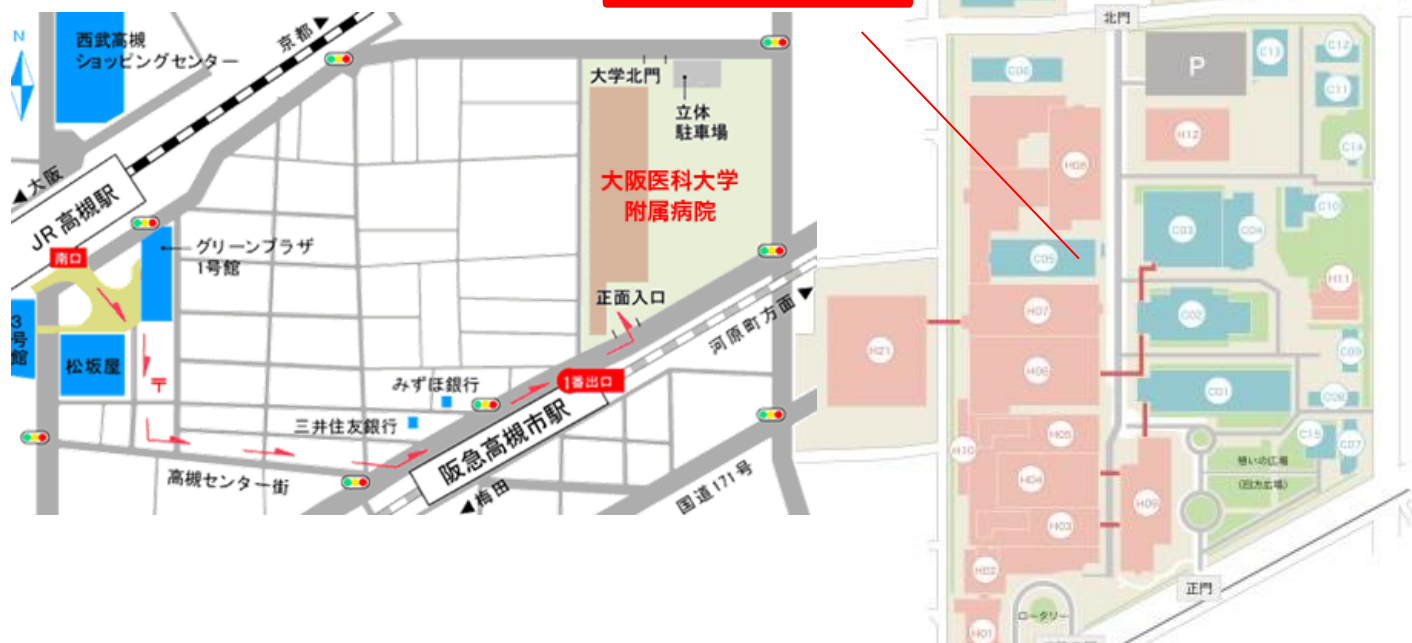 N
西武高槻
ショッピングセンター
京都▶
大学北門
立体
駐車場
◀大阪
JR 高槻駅
大阪医科大学
附属病院
南口
グリーンプラザ
1号館
正面入口
河原町方面▶
3
号
館
松坂屋
〒
みずほ銀行
1番出口
三井住友銀行
阪急高槻市駅
高槻センター街
◀梅田
国道171号
北門
P
C13
C12
C11
C14
H12
H08
C10
C03
C04
C05
H11
H07
C02
H21
H06
C09
C01
C08
H05
C15
C07
H10
憩いの広場
H04
H09
H03
H02
正門
ロータリー
H01